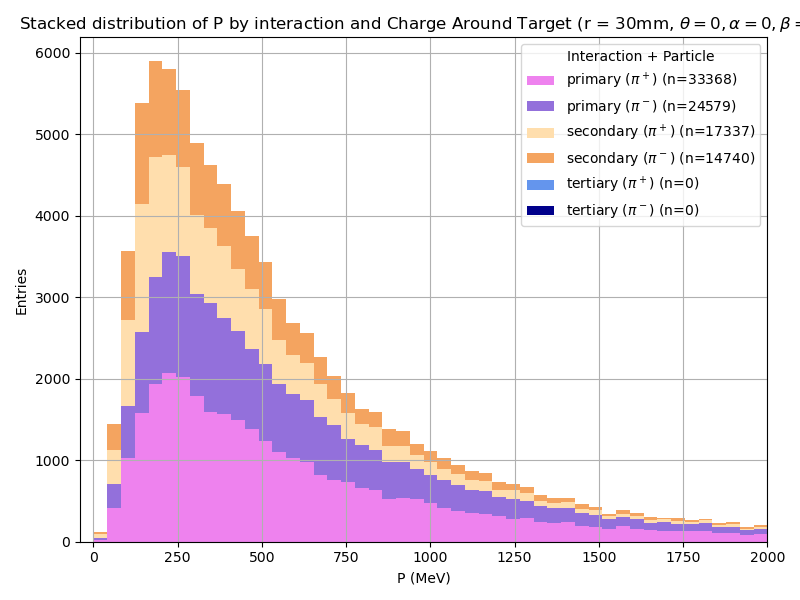 Stacked distribution of P by interaction and Charge Around Target (r = 30mm, θ = 0, α = 0, β =
Interaction + Particle
primary (π⁺) (n=33368)
primary (π⁻) (n=24579)
secondary (π⁺) (n=17337)
secondary (π⁻) (n=14740)
tertiary (π⁺) (n=0)
tertiary (π⁻) (n=0)
Entries
6000
5000
4000
3000
2000
1000
0
0 250 500 750 1000 1250 1500 1750 2000
P (MeV)